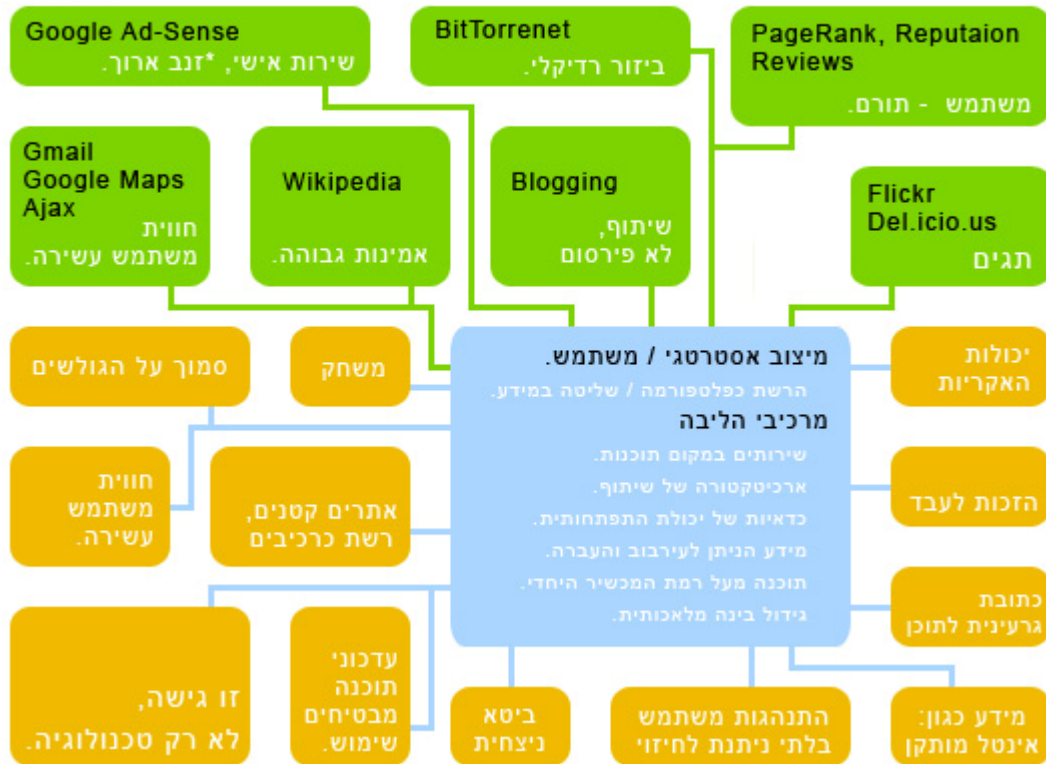 Google Ad-Sense
שירות אישי, *זנב ארוך.
BitTorrenet
ביזור רדיקלי.
PageRank, Reputaion
Reviews
משתמש - תורם.
Gmail
Google Maps
Ajax
חווית
משתמש עשירה.
Wikipedia
אמינות גבוהה.
Blogging
שיתוף,
לא פירסום
Flickr
Del.icio.us
תגים
מיצוב אסטרטגי / משתמש.
הרשת כפלטפורמה / שליטה במידע.
מרכיבי הליבה
שירותים במקום תוכנות.
ארכיטקטורה של שיתוף.
כדאיות של יכולת התפתחותית.
מידע הניתן לעירבוב והעברה.
תוכנה מעל רמת המכשיר היחדי.
גידול בינה מלאכותית.
סמוך על הגולשים
משחק
יכולות
האקריות
חווית
משתמש
עשירה.
אתרים קטנים,
רשת כרכיבים
הזכות לעבד
כתובת
גרעינית לתוכן
זו גישה,
לא רק טכנולוגיה.
עדכוני
תוכנה
מבטיחים
שימוש.
ביטא
ניצחית
התנהגות משתמש
בלתי ניתנת לחיזוי
מידע כגון:
אינטל מותקן